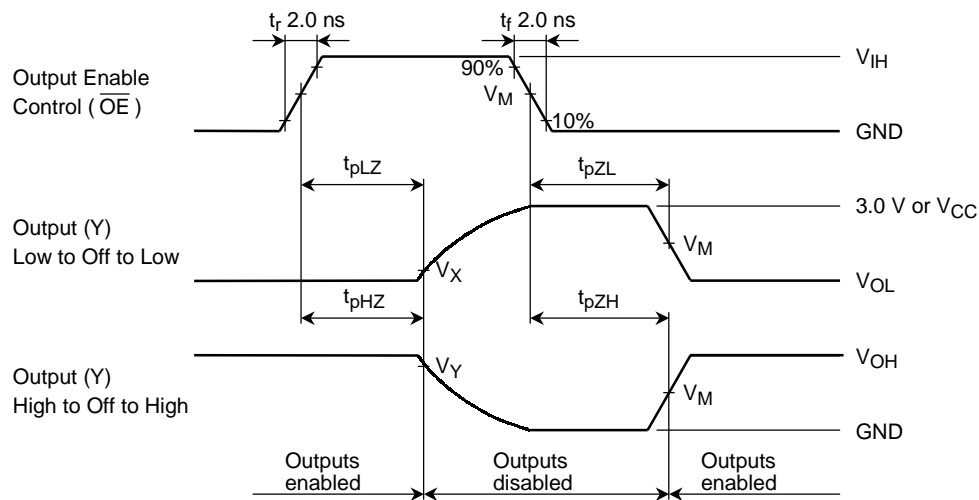 t_r 2.0 ns
t_f 2.0 ns
Output Enable
Control ( O̅E̅ )
90%
V_M
10%
V_IH
GND
t_pLZ
t_pZL
Output (Y)
Low to Off to Low
V_X
V_M
3.0 V or V_CC
V_OL
t_pHZ
t_pZH
Output (Y)
High to Off to High
V_Y
V_M
V_OH
GND
Outputs
enabled
Outputs
disabled
Outputs
enabled